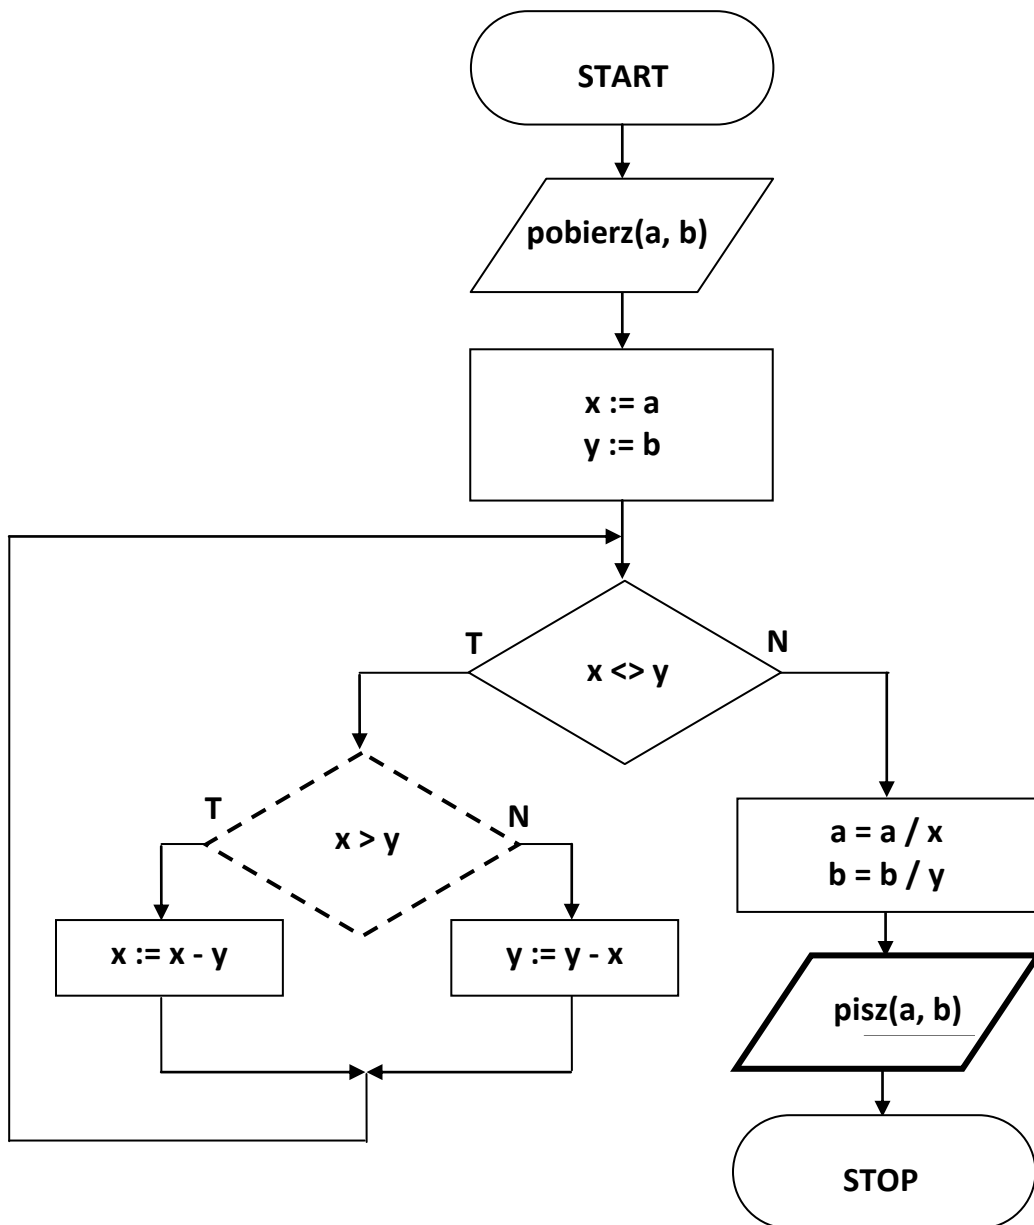 START
pobierz(a, b)
x := a
y := b
T
N
x <> y
T
N
x > y
a = a / x
b = b / y
x := x - y
y := y - x
pisz(a, b)
STOP